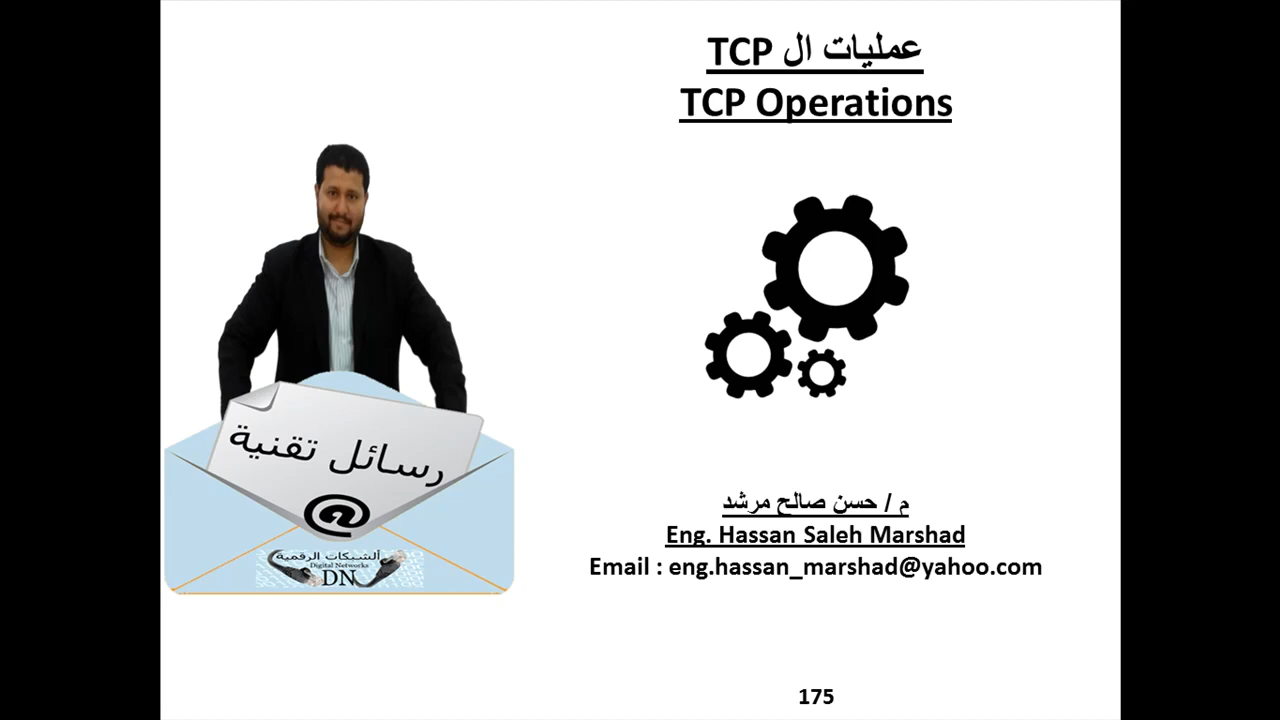 عمليات ال TCP
TCP Operations
رسائل تقنية
@
الشبكات الرقمية
Digital Networks
DN
م / حسن صالح مرشد
Eng. Hassan Saleh Marshad
Email : eng.hassan_marshad@yahoo.com
175